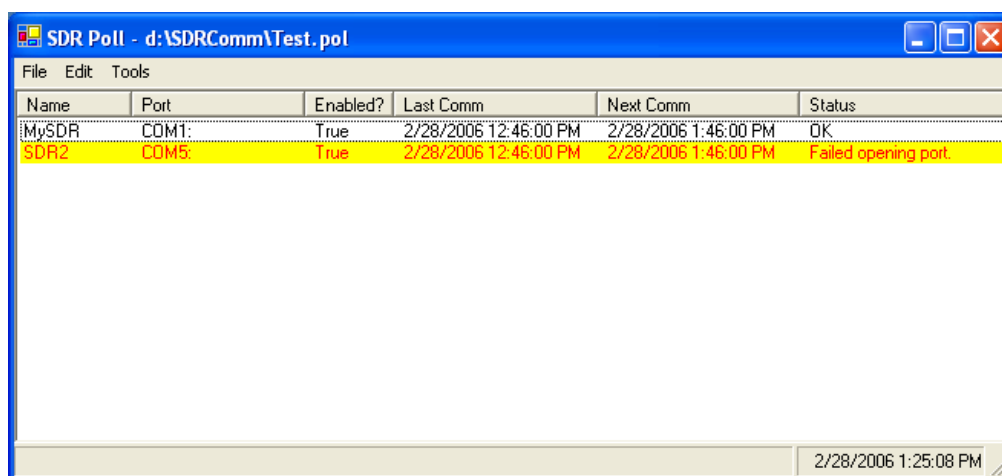 SDR Poll - d:\SDRComm\Test.pol
File Edit Tools
Name Port Enabled? Last Comm Next Comm Status
MySDR COM1: True 2/28/2006 12:46:00 PM 2/28/2006 1:46:00 PM OK
SDR2 COM5: True 2/28/2006 12:46:00 PM 2/28/2006 1:46:00 PM Failed opening port.
2/28/2006 1:25:08 PM